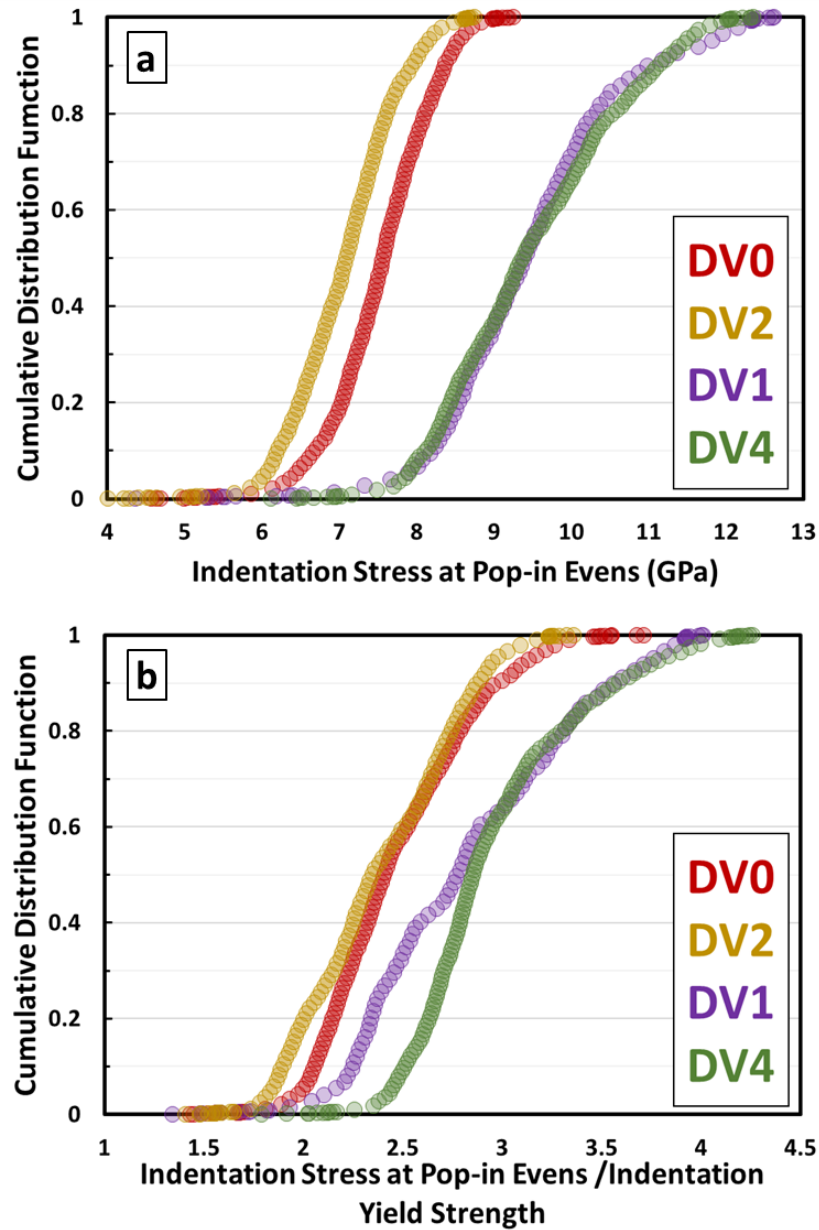 a
Cumulative Distribution Fumction
1
0.8
0.6
0.4
0.2
0
DV0
DV2
DV1
DV4
4 5 6 7 8 9 10 11 12 13
Indentation Stress at Pop-in Evens (GPa)
b
Cumulative Distribution Function
1
0.8
0.6
0.4
0.2
0
DV0
DV2
DV1
DV4
1 1.5 2 2.5 3 3.5 4 4.5
Indentation Stress at Pop-in Evens /Indentation
Yield Strength